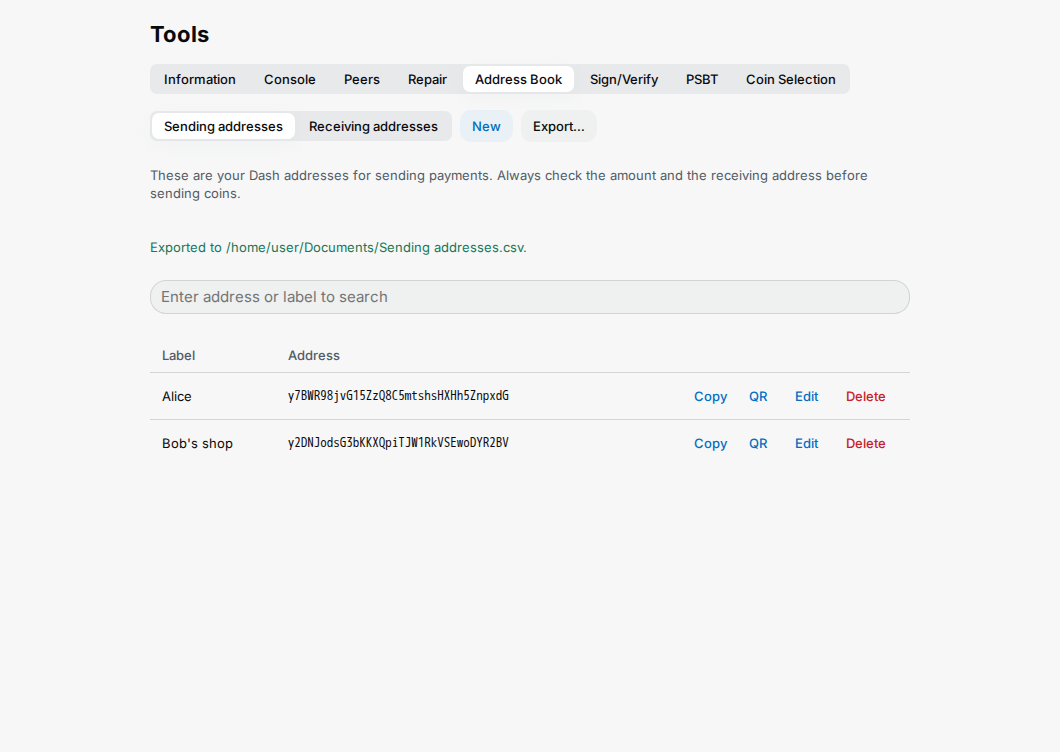 Tools
Information Console Peers Repair Address Book Sign/Verify PSBT Coin Selection
Sending addresses Receiving addresses New Export...
These are your Dash addresses for sending payments. Always check the amount and the receiving address before
sending coins.
Exported to /home/user/Documents/Sending addresses.csv.
Enter address or label to search
Label Address
Alice y7BWR98jvG15ZzQ8C5mtshsHXHh5ZnpxdG Copy QR Edit Delete
Bob's shop y2DNJodsG3bKKXQpiTJW1RkVSEwoDYR2BV Copy QR Edit Delete